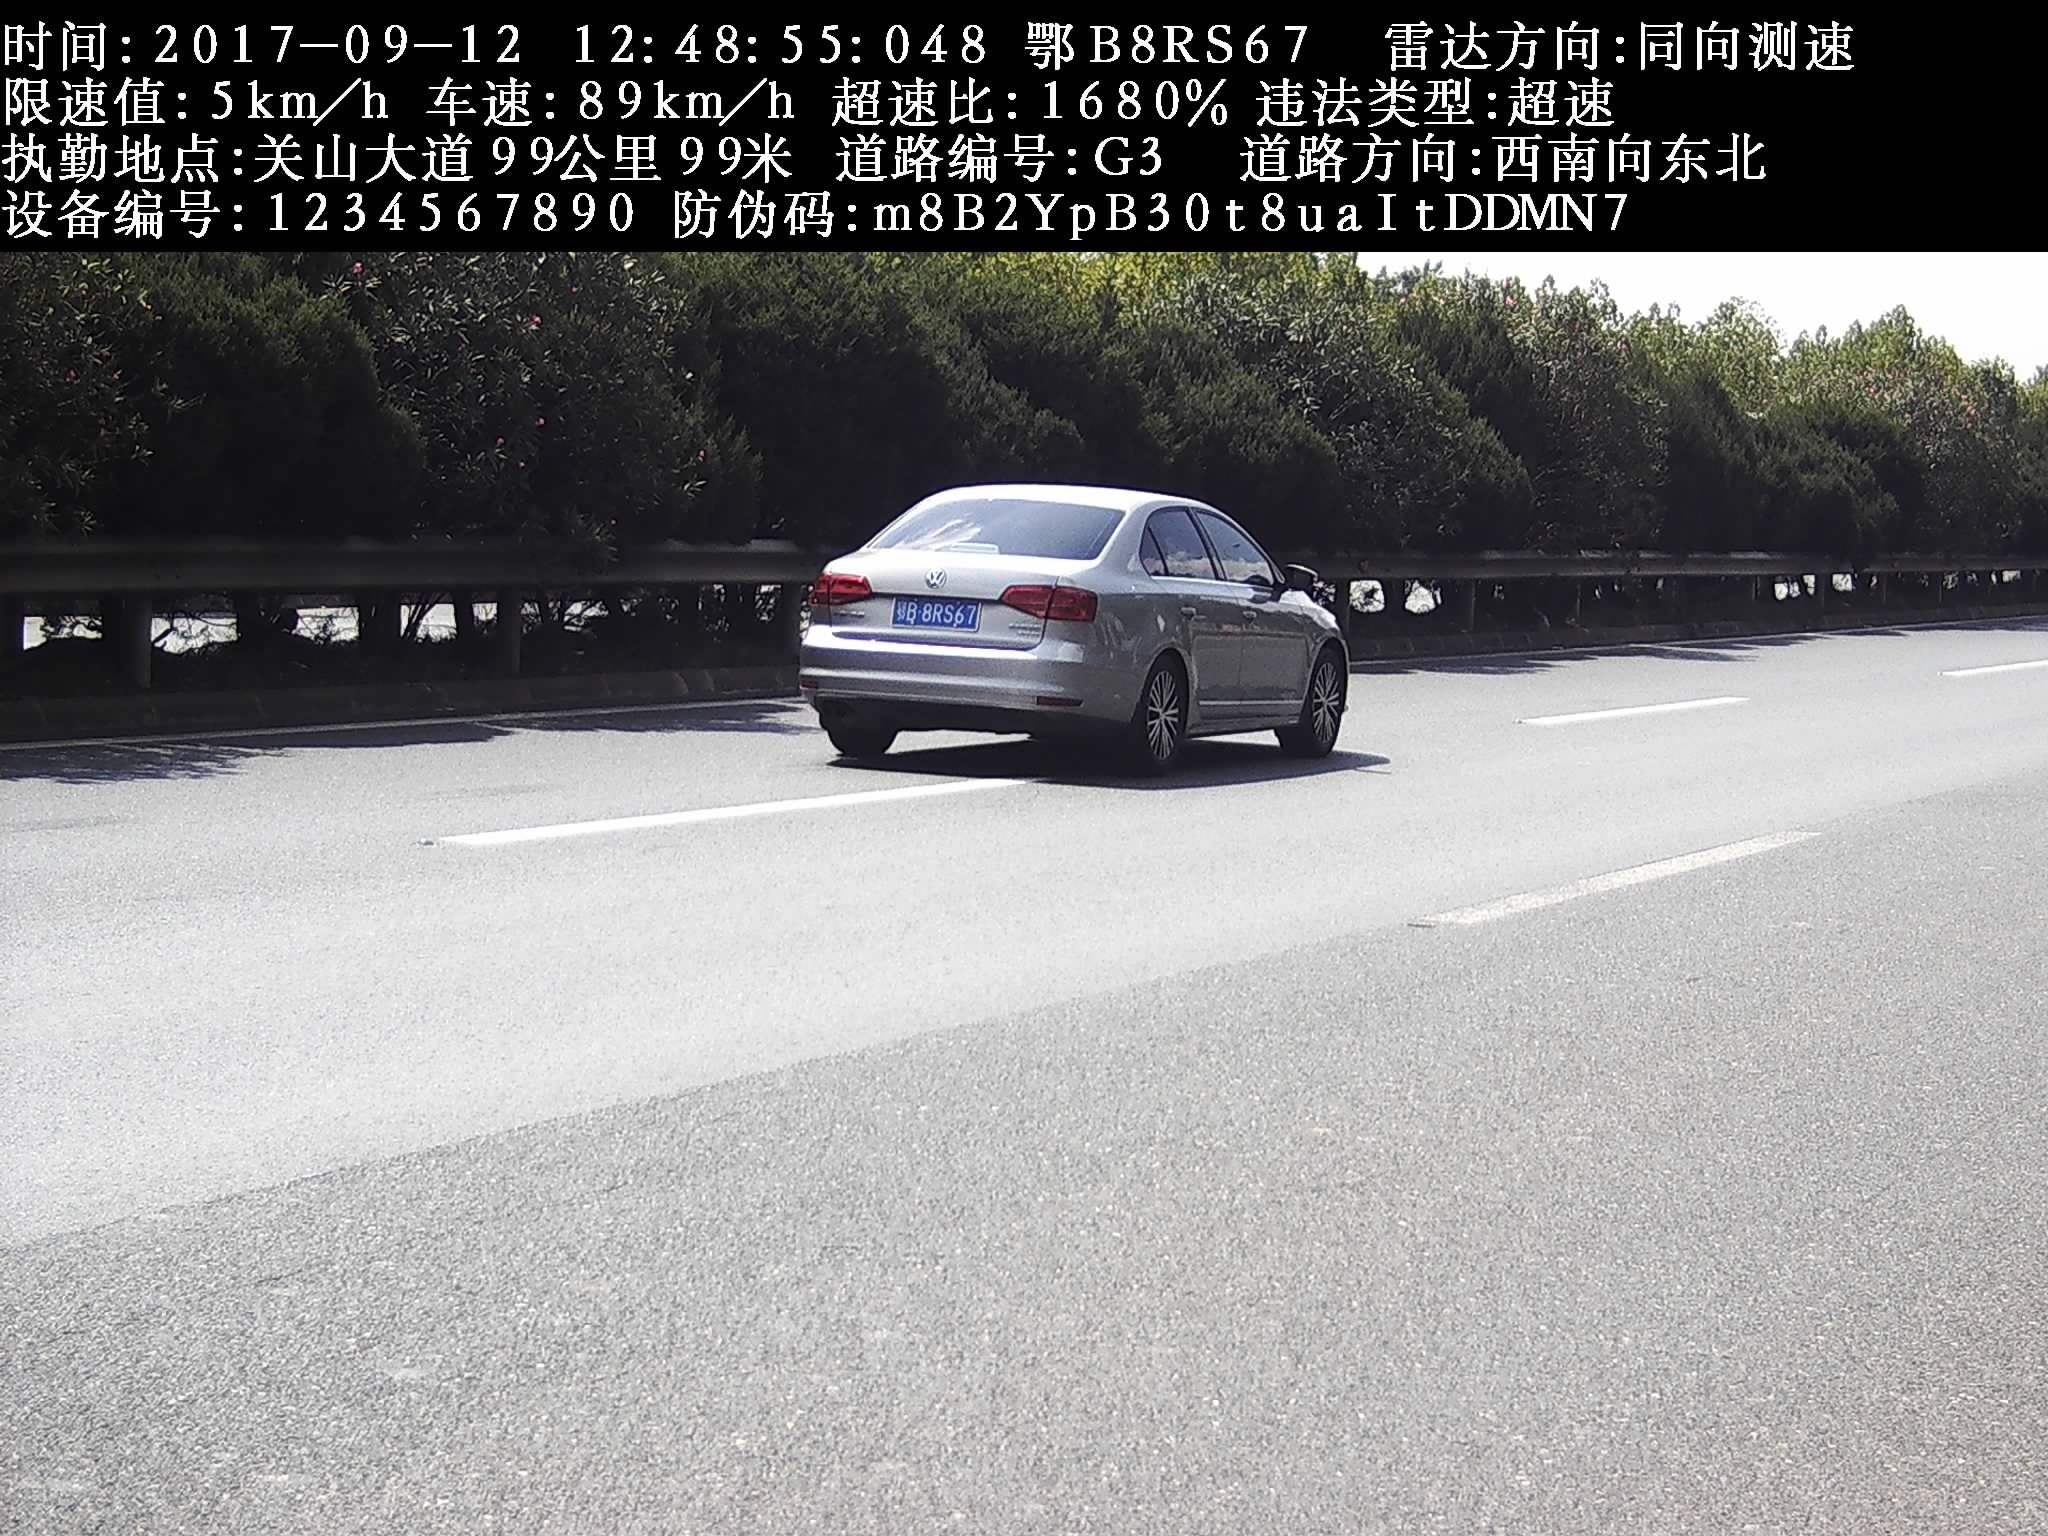 时间: 2017-09-12 12:48:55:048 鄂B8RS67 雷达方向:同向测速
限速值: 5km/h 车速: 89km/h 超速比: 1680% 违法类型:超速
执勤地点:关山大道99公里99米 道路编号:G3 道路方向:西南向东北
设备编号: 1234567890 防伪码:m8B2YpB30t8uaItDDMN7
鄂B·8RS67